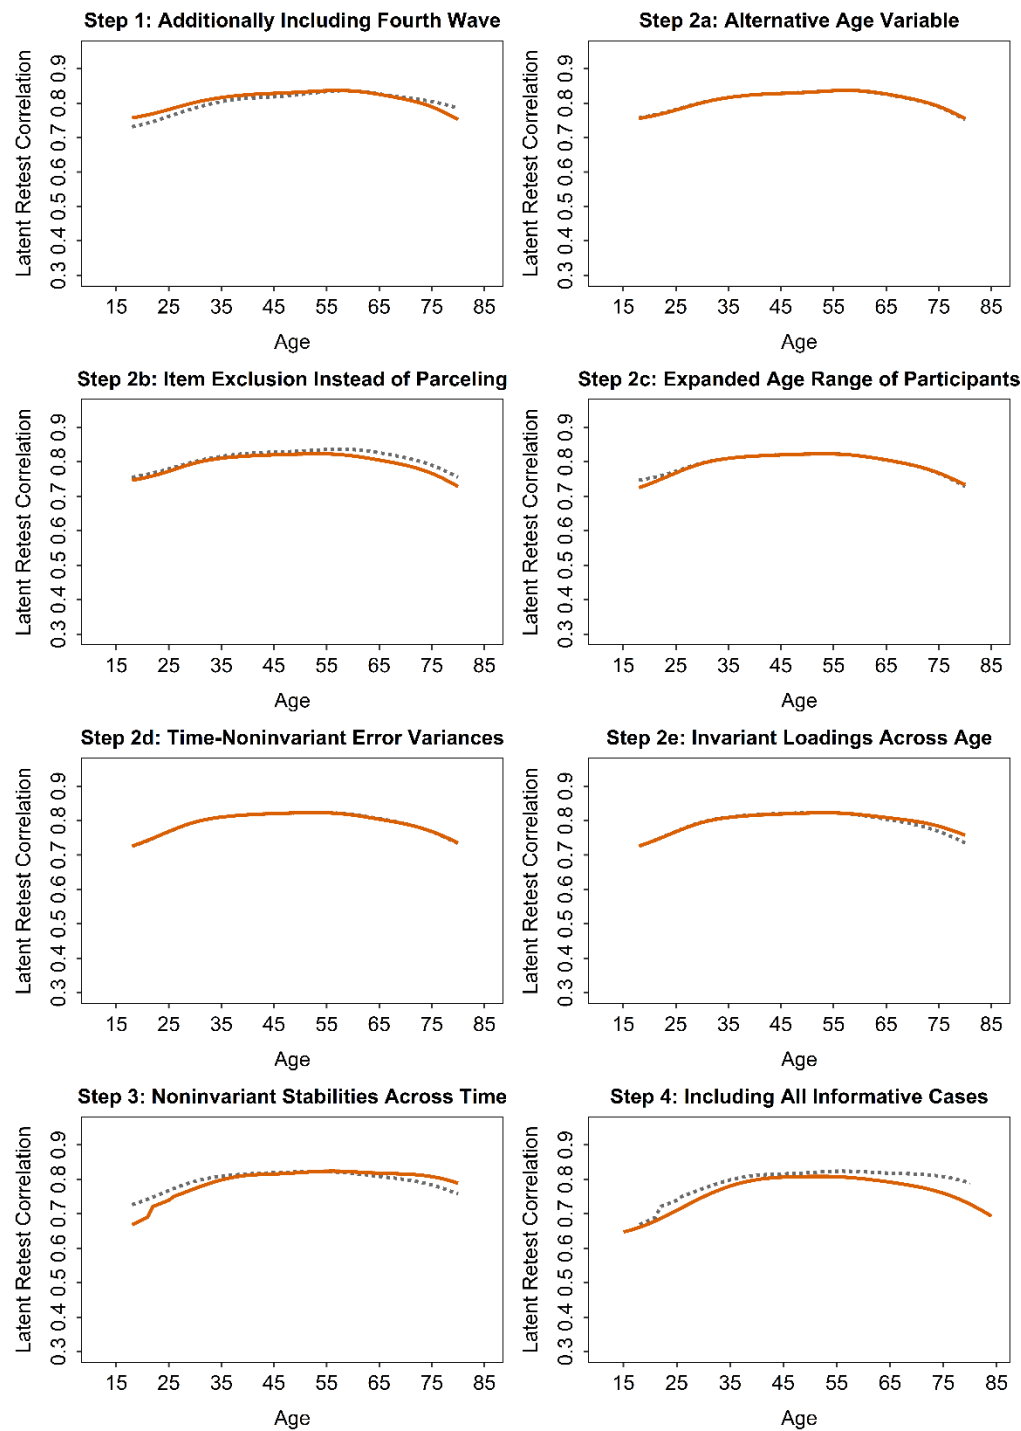 Step 1: Additionally Including Fourth Wave
Latent Retest Correlation
0.3 0.4 0.5 0.6 0.7 0.8 0.9
15 25 35 45 55 65 75 85
Age
Step 2a: Alternative Age Variable
Latent Retest Correlation
0.3 0.4 0.5 0.6 0.7 0.8 0.9
15 25 35 45 55 65 75 85
Age
Step 2b: Item Exclusion Instead of Parceling
Latent Retest Correlation
0.3 0.4 0.5 0.6 0.7 0.8 0.9
15 25 35 45 55 65 75 85
Age
Step 2c: Expanded Age Range of Participants
Latent Retest Correlation
0.3 0.4 0.5 0.6 0.7 0.8 0.9
15 25 35 45 55 65 75 85
Age
Step 2d: Time-Noninvariant Error Variances
Latent Retest Correlation
0.3 0.4 0.5 0.6 0.7 0.8 0.9
15 25 35 45 55 65 75 85
Age
Step 2e: Invariant Loadings Across Age
Latent Retest Correlation
0.3 0.4 0.5 0.6 0.7 0.8 0.9
15 25 35 45 55 65 75 85
Age
Step 3: Noninvariant Stabilities Across Time
Latent Retest Correlation
0.3 0.4 0.5 0.6 0.7 0.8 0.9
15 25 35 45 55 65 75 85
Age
Step 4: Including All Informative Cases
Latent Retest Correlation
0.3 0.4 0.5 0.6 0.7 0.8 0.9
15 25 35 45 55 65 75 85
Age